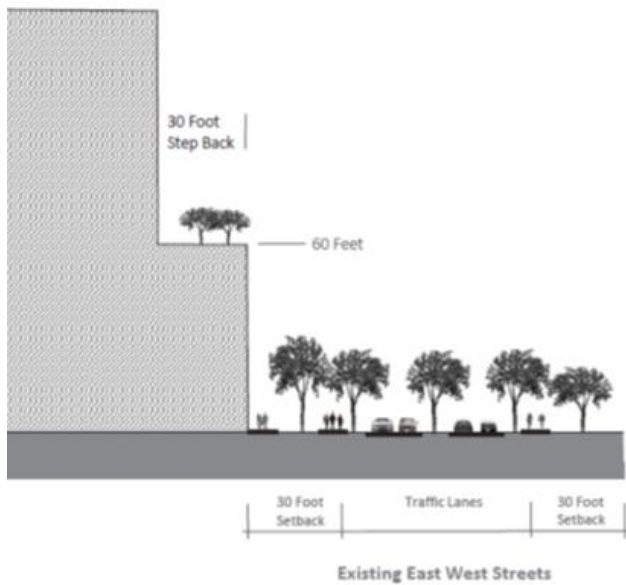 30 Foot
Step Back
60 Feet
30 Foot
Setback
Traffic Lanes
30 Foot
Setback
Existing East West Streets